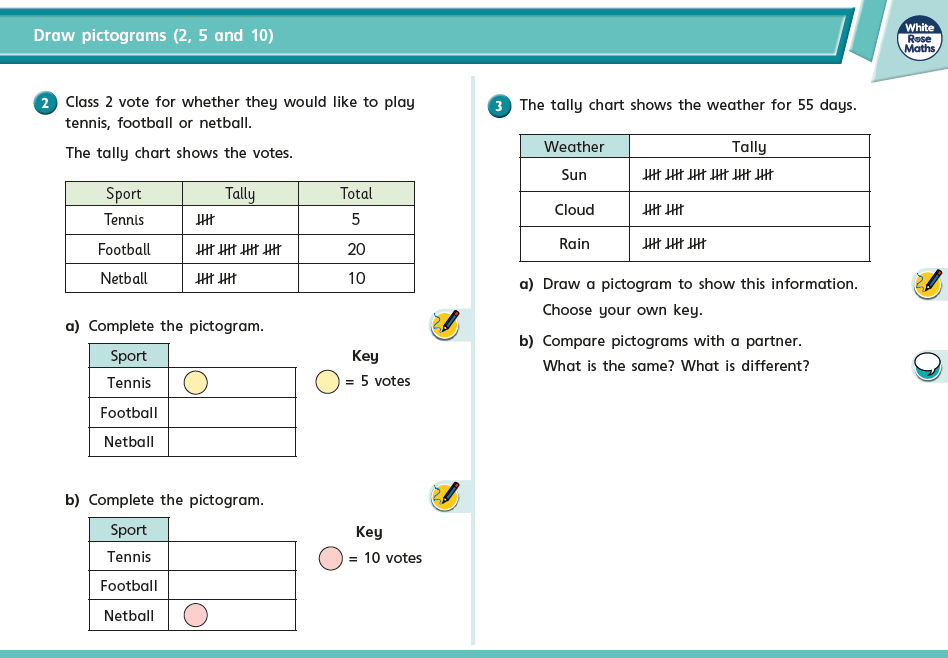 Draw pictograms (2, 5 and 10)
White
Rose
Maths
2 Class 2 vote for whether they would like to play
tennis, football or netball.
The tally chart shows the votes.
Sport Tally Total
Tennis 5
Football 20
Netball 10
a) Complete the pictogram.
Sport
Tennis
Football
Netball
Key
= 5 votes
b) Complete the pictogram.
Sport
Tennis
Football
Netball
Key
= 10 votes
3 The tally chart shows the weather for 55 days.
Weather Tally
Sun
Cloud
Rain
a) Draw a pictogram to show this information.
Choose your own key.
b) Compare pictograms with a partner.
What is the same? What is different?